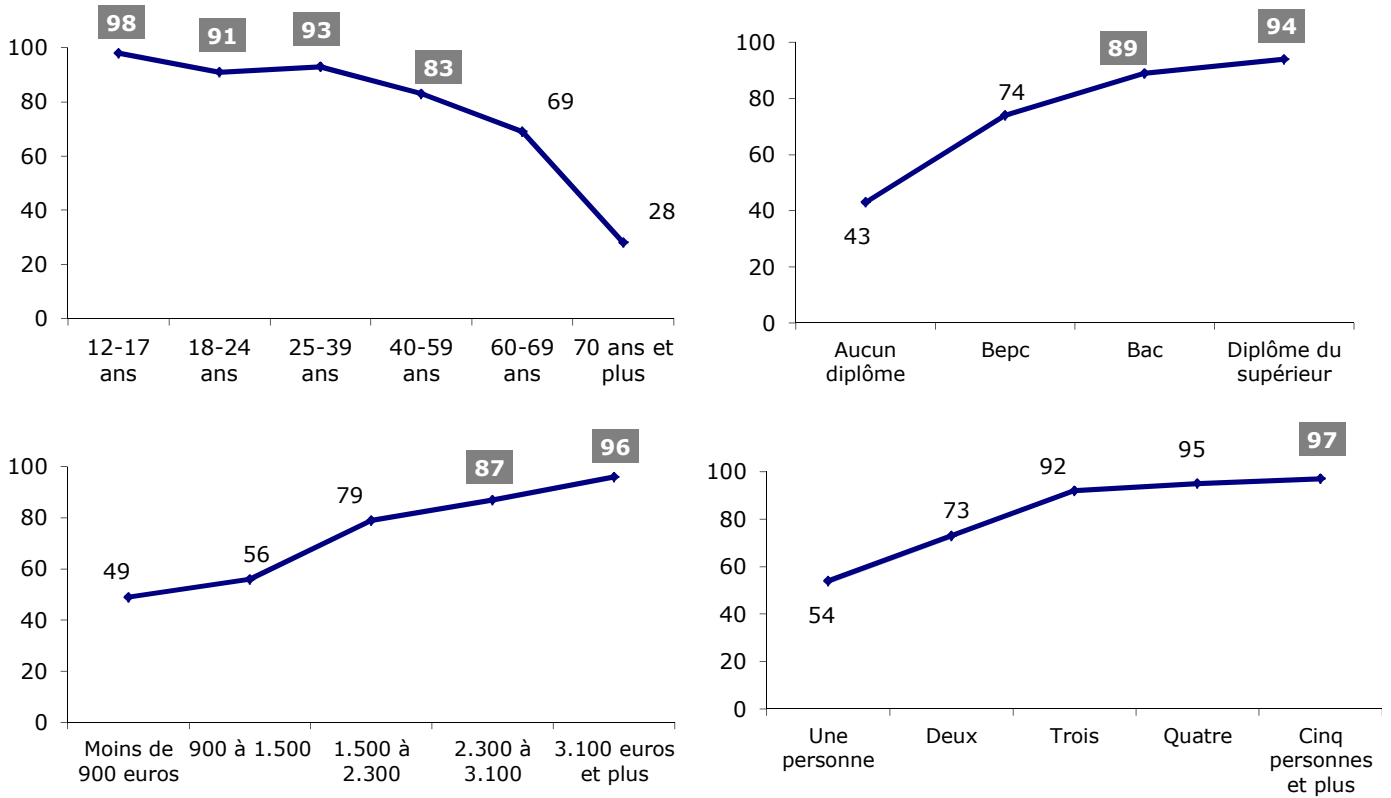 98
91
93
83
69
28
100
80
60
40
20
0
12-17 ans
18-24 ans
25-39 ans
40-59 ans
60-69 ans
70 ans et plus
94
89
74
43
100
80
60
40
20
0
Aucun diplôme
Bepc
Bac
Diplôme du supérieur
96
87
79
56
49
100
80
60
40
20
0
Moins de 900 euros
900 à 1.500
1.500 à 2.300
2.300 à 3.100
3.100 euros et plus
97
95
92
73
54
100
80
60
40
20
0
Une personne
Deux
Trois
Quatre
Cinq personnes et plus